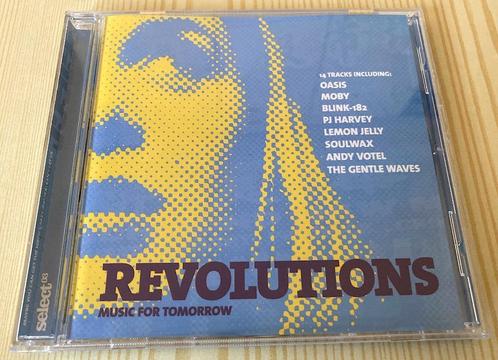 14 TRACKS INCLUDING:
OASIS
MOBY
BLINK-182
PJ HARVEY
LEMON JELLY
SOULWAX
ANDY VOTEL
THE GENTLE WAVES
REVOLUTIONS
MUSIC FOR TOMORROW
select